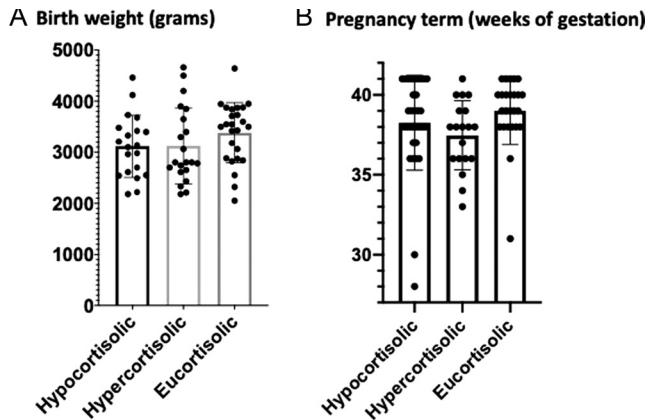 A Birth weight (grams)
5000
4000
3000
2000
1000
0
Hypocortisolic
Hypercortisolic
Eucortisolic
B Pregnancy term (weeks of gestation)
40
35
30
Hypocortisolic
Hypercortisolic
Eucortisolic